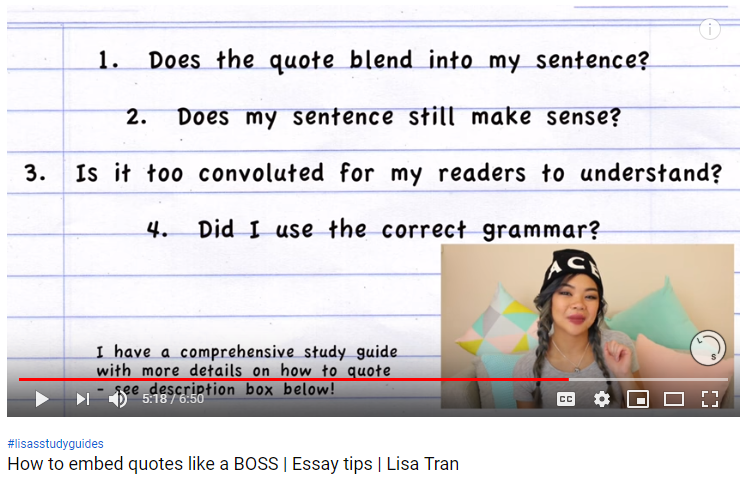 1. Does the quote blend into my sentence?
2. Does my sentence still make sense?
3. Is it too convoluted for my readers to understand?
4. Did I use the correct grammar?
ACE
I have a comprehensive study guide
with more details on how to quote
- see description box below!
L
S
5:18 / 6:50
CC
#lisasstudyguides
How to embed quotes like a BOSS | Essay tips | Lisa Tran